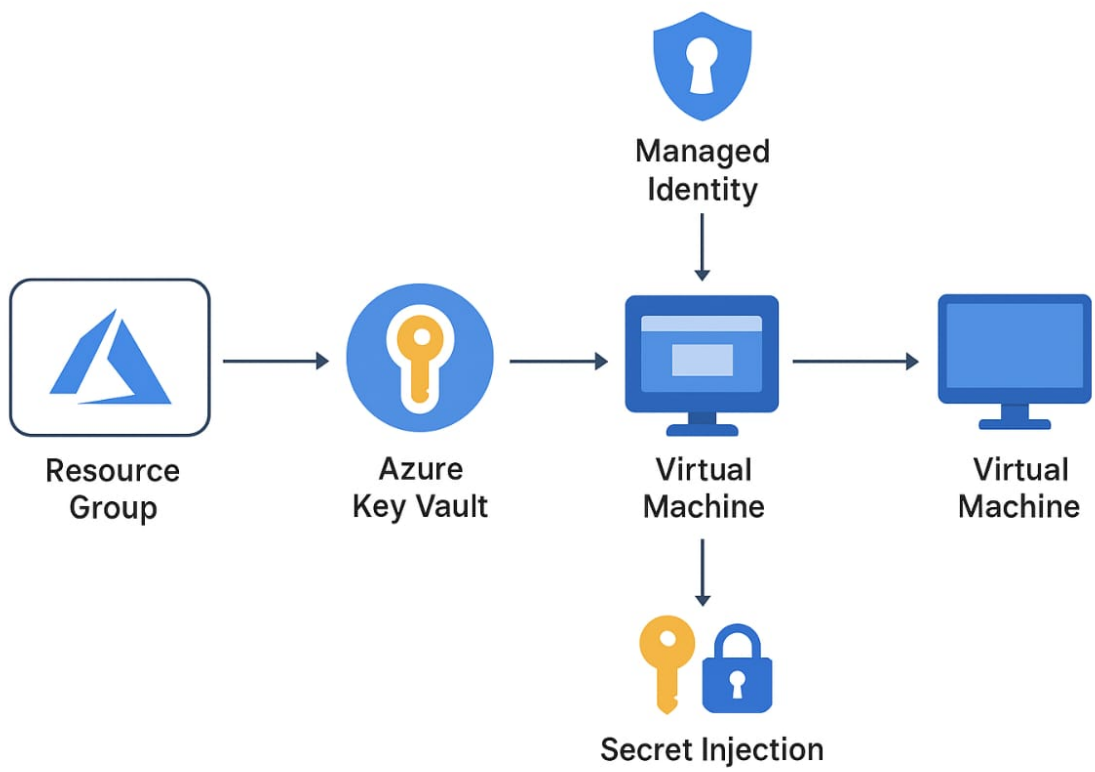 Managed
Identity
Resource
Group
Azure
Key Vault
Virtual
Machine
Virtual
Machine
Secret Injection